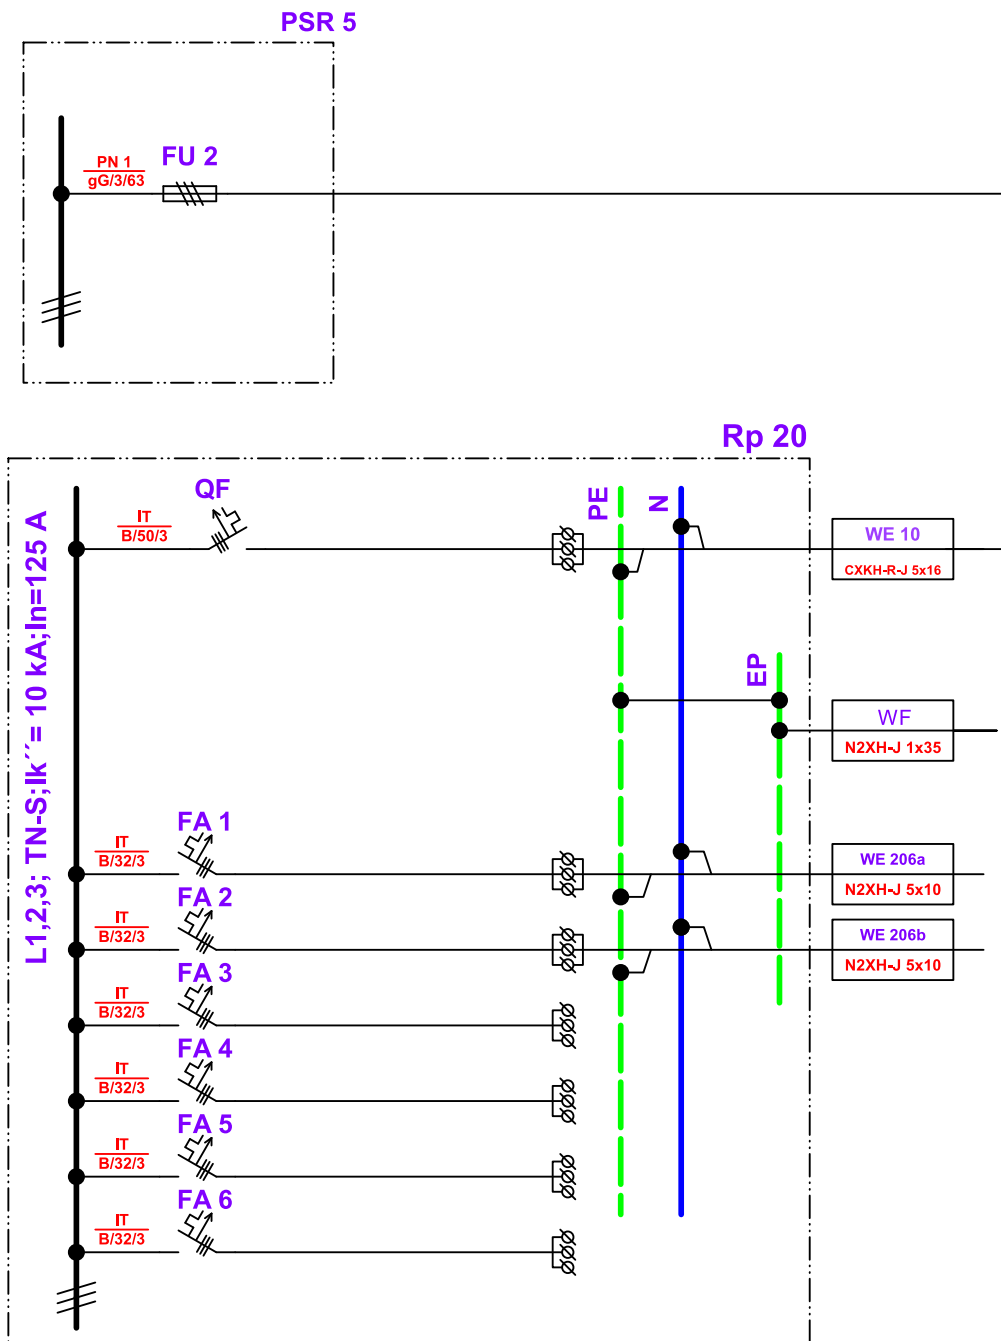 PSR 5
PN 1
gG/3/63
FU 2
Rp 20
L1,2,3; TN-S;Ik´´= 10 kA;In=125 A
IT
B/50/3
QF
PE
N
WE 10
CXKH-R-J 5x16
EP
WF
N2XH-J 1x35
IT
B/32/3
FA 1
WE 206a
N2XH-J 5x10
IT
B/32/3
FA 2
WE 206b
N2XH-J 5x10
IT
B/32/3
FA 3
IT
B/32/3
FA 4
IT
B/32/3
FA 5
IT
B/32/3
FA 6